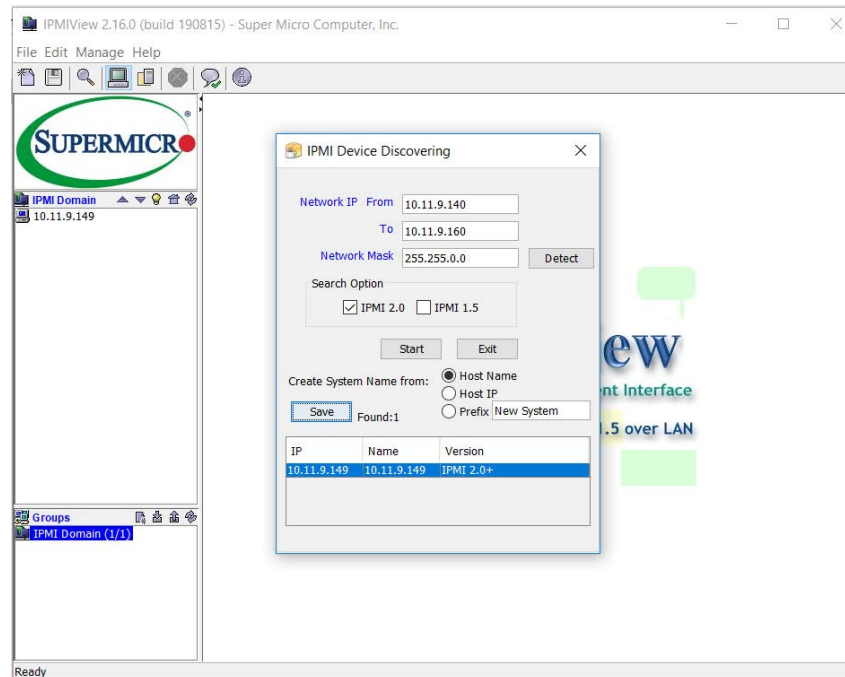 IPMIView 2.16.0 (build 190815) - Super Micro Computer, Inc.
File Edit Manage Help
SUPERMICR
®
IPMI Domain
10.11.9.149
IPMI Device Discovering
Network IP From 10.11.9.140
To 10.11.9.160
Network Mask 255.255.0.0 Detect
Search Option
IPMI 2.0 IPMI 1.5
Start Exit
Create System Name from: Host Name
Host IP
Save Found:1 Prefix New System
IP Name Version
10.11.9.149 10.11.9.149 IPMI 2.0+
ew
nt Interface
.5 over LAN
Groups
IPMI Domain (1/1)
Ready